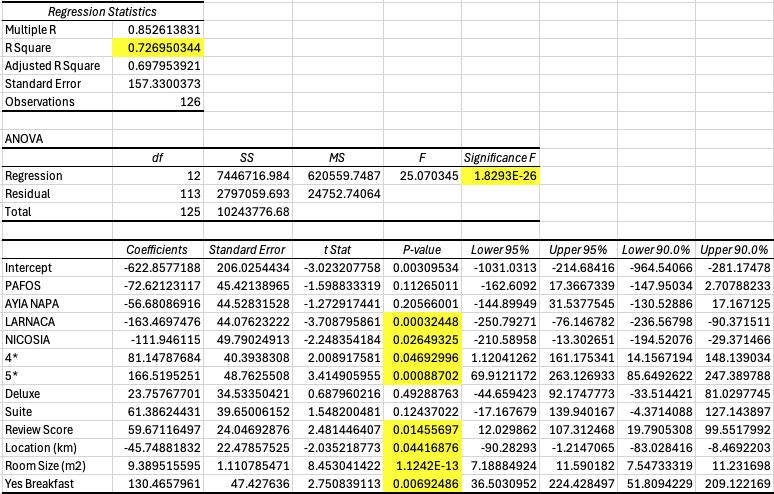 Regression Statistics
Multiple R 0.852613831
R Square 0.726950344
Adjusted R Square 0.697953921
Standard Error 157.3300373
Observations 126
ANOVA
df SS MS F Significance F
Regression 12 7446716.984 620559.7487 25.070345 1.8293E-26
Residual 113 2797059.693 24752.74064
Total 125 10243776.68
Coefficients Standard Error t Stat P-value Lower 95% Upper 95% Lower 90.0% Upper 90.0%
Intercept -622.8577188 206.0254434 -3.023207758 0.00309534 -1031.0313 -214.68416 -964.54066 -281.17478
PAFOS -72.62123117 45.42138965 -1.598833319 0.11265011 -162.6092 17.3667339 -147.95034 2.70788233
AYIA NAPA -56.68086916 44.52831528 -1.272917441 0.20566001 -144.89949 31.5377545 -130.52886 17.167125
LARNACA -163.4697476 44.07623222 -3.708795861 0.00032448 -250.79271 -76.146782 -236.56798 -90.371511
NICOSIA -111.946115 49.79024913 -2.248354184 0.02649325 -210.58958 -13.302651 -194.52076 -29.371466
4* 81.14787684 40.3938308 2.008917581 0.04692996 1.12041262 161.175341 14.1567194 148.139034
5* 166.5195251 48.7625508 3.414905955 0.00088702 69.9121172 263.126933 85.6492622 247.389788
Deluxe 23.75767701 34.53350421 0.687960216 0.49288763 -44.659423 92.1747773 -33.514421 81.0297745
Suite 61.38624431 39.65006152 1.548200481 0.12437022 -17.167679 139.940167 -4.3714088 127.143897
Review Score 59.67116497 24.04692876 2.481446407 0.01455697 12.029862 107.312468 19.7905308 99.5517992
Location (km) -45.74881832 22.47857525 -2.035218773 0.04416876 -90.28293 -1.2147065 -83.028416 -8.4692203
Room Size (m2) 9.389515595 1.110785471 8.453041422 1.1242E-13 7.18884924 11.590182 7.54733319 11.231698
Yes Breakfast 130.4657961 47.427636 2.750839113 0.00692486 36.5030952 224.428497 51.8094229 209.122169